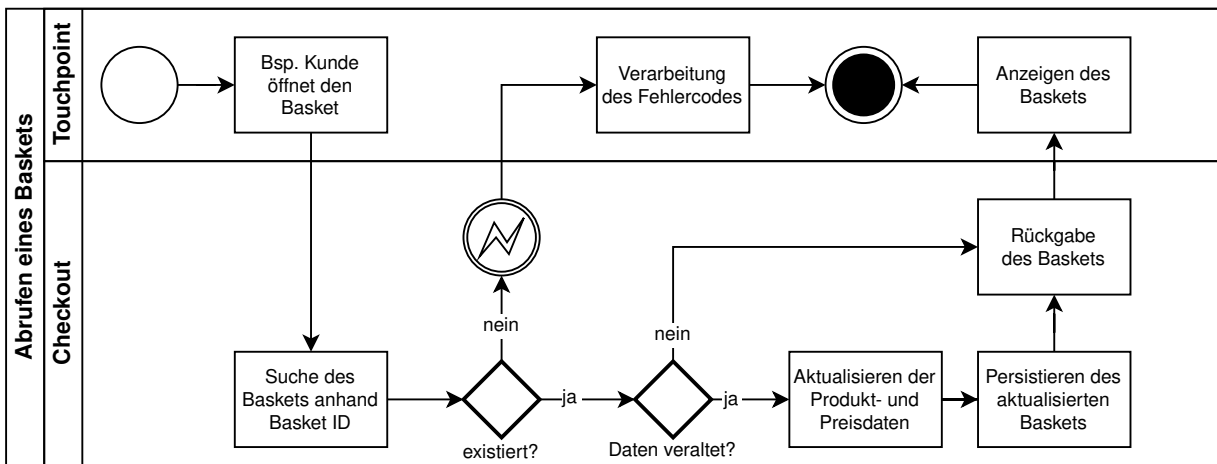 Abrufen eines Baskets
Touchpoint
Bsp. Kunde
öffnet den
Basket
Verarbeitung
des Fehlercodes
Anzeigen des
Baskets
Checkout
Rückgabe
des Baskets
nein
nein
Suche des
Baskets anhand
Basket ID
existiert?
ja
Daten veraltet?
ja
Aktualisieren der
Produkt- und
Preisdaten
Persistieren des
aktualisierten
Baskets